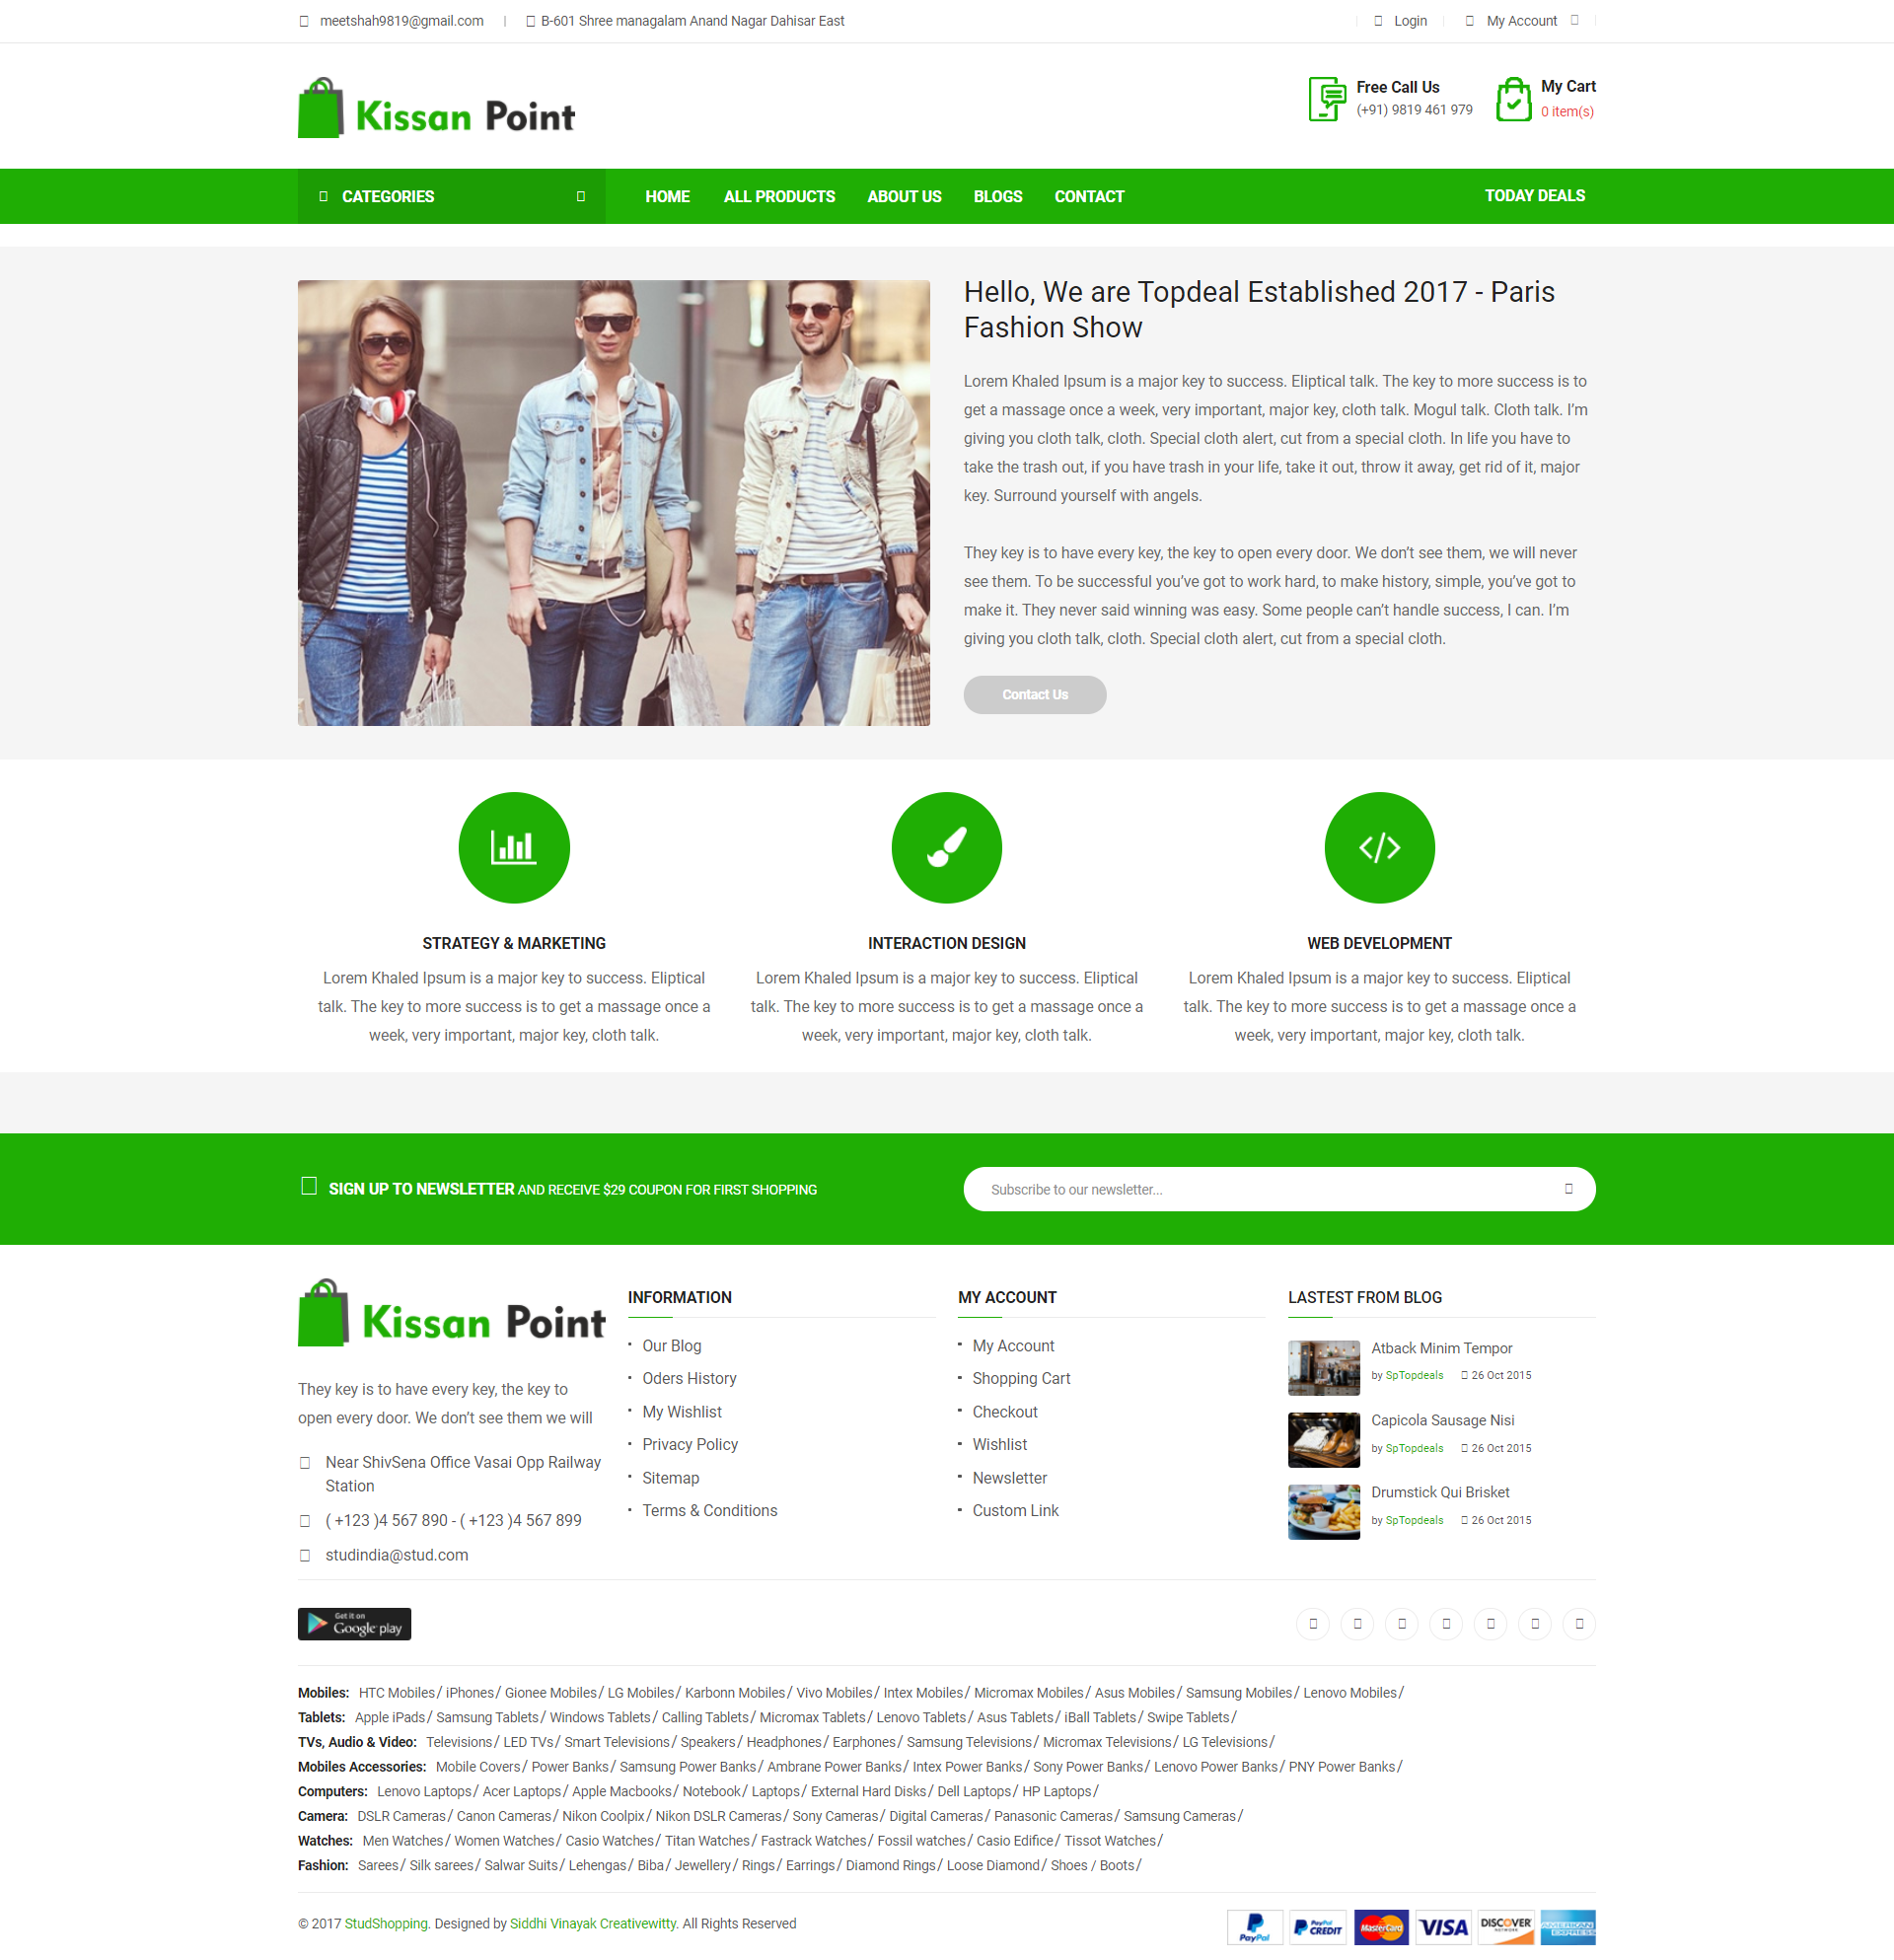 meetshah9819@gmail.com | B-601 Shree managalam Anand Nagar Dahisar East
Login
My Account
Kissan Point
Free Call Us
(+91) 9819 461 979
My Cart
0 item(s)
CATEGORIES
HOME
ALL PRODUCTS
ABOUT US
BLOGS
CONTACT
TODAY DEALS
Hello, We are Topdeal Established 2017 - Paris
Fashion Show
Lorem Khaled Ipsum is a major key to success. Eliptical talk. The key to more success is to
get a massage once a week, very important, major key, cloth talk. Mogul talk. Cloth talk. I’m
giving you cloth talk, cloth. Special cloth alert, cut from a special cloth. In life you have to
take the trash out, if you have trash in your life, take it out, throw it away, get rid of it, major
key. Surround yourself with angels.
They key is to have every key, the key to open every door. We don’t see them, we will never
see them. To be successful you’ve got to work hard, to make history, simple, you’ve got to
make it. They never said winning was easy. Some people can’t handle success, I can. I’m
giving you cloth talk, cloth. Special cloth alert, cut from a special cloth.
Contact Us
STRATEGY & MARKETING
Lorem Khaled Ipsum is a major key to success. Eliptical
talk. The key to more success is to get a massage once a
week, very important, major key, cloth talk.
INTERACTION DESIGN
Lorem Khaled Ipsum is a major key to success. Eliptical
talk. The key to more success is to get a massage once a
week, very important, major key, cloth talk.
WEB DEVELOPMENT
Lorem Khaled Ipsum is a major key to success. Eliptical
talk. The key to more success is to get a massage once a
week, very important, major key, cloth talk.
SIGN UP TO NEWSLETTER AND RECEIVE $29 COUPON FOR FIRST SHOPPING
Subscribe to our newsletter...
Kissan Point
They key is to have every key, the key to
open every door. We don’t see them we will
Near ShivSena Office Vasai Opp Railway
Station
( +123 )4 567 890 - ( +123 )4 567 899
studindia@stud.com
INFORMATION
Our Blog
Oders History
My Wishlist
Privacy Policy
Sitemap
Terms & Conditions
MY ACCOUNT
My Account
Shopping Cart
Checkout
Wishlist
Newsletter
Custom Link
LASTEST FROM BLOG
Atback Minim Tempor
by SpTopdeals 26 Oct 2015
Capicola Sausage Nisi
by SpTopdeals 26 Oct 2015
Drumstick Qui Brisket
by SpTopdeals 26 Oct 2015
Get it on
Google play
Mobiles: HTC Mobiles/ iPhones/ Gionee Mobiles/ LG Mobiles/ Karbonn Mobiles/ Vivo Mobiles/ Intex Mobiles/ Micromax Mobiles/ Asus Mobiles/ Samsung Mobiles/ Lenovo Mobiles/
Tablets: Apple iPads/ Samsung Tablets/ Windows Tablets/ Calling Tablets/ Micromax Tablets/ Lenovo Tablets/ Asus Tablets/ iBall Tablets/ Swipe Tablets/
TVs, Audio & Video: Televisions/ LED TVs/ Smart Televisions/ Speakers/ Headphones/ Earphones/ Samsung Televisions/ Micromax Televisions/ LG Televisions/
Mobiles Accessories: Mobile Covers/ Power Banks/ Samsung Power Banks/ Ambrane Power Banks/ Intex Power Banks/ Sony Power Banks/ Lenovo Power Banks/ PNY Power Banks/
Computers: Lenovo Laptops/ Acer Laptops/ Apple Macbooks/ Notebook/ Laptops/ External Hard Disks/ Dell Laptops/ HP Laptops/
Camera: DSLR Cameras/ Canon Cameras/ Nikon Coolpix/ Nikon DSLR Cameras/ Sony Cameras/ Digital Cameras/ Panasonic Cameras/ Samsung Cameras/
Watches: Men Watches/ Women Watches/ Casio Watches/ Titan Watches/ Fastrack Watches/ Fossil watches/ Casio Edifice/ Tissot Watches/
Fashion: Sarees/ Silk sarees/ Salwar Suits/ Lehengas/ Biba/ Jewellery/ Rings/ Earrings/ Diamond Rings/ Loose Diamond/ Shoes / Boots/
© 2017 StudShopping. Designed by Siddhi Vinayak Creativewitty. All Rights Reserved
PayPal
PayPal CREDIT
MasterCard
VISA
DISCOVER
NETWORK
AMERICAN EXPRESS